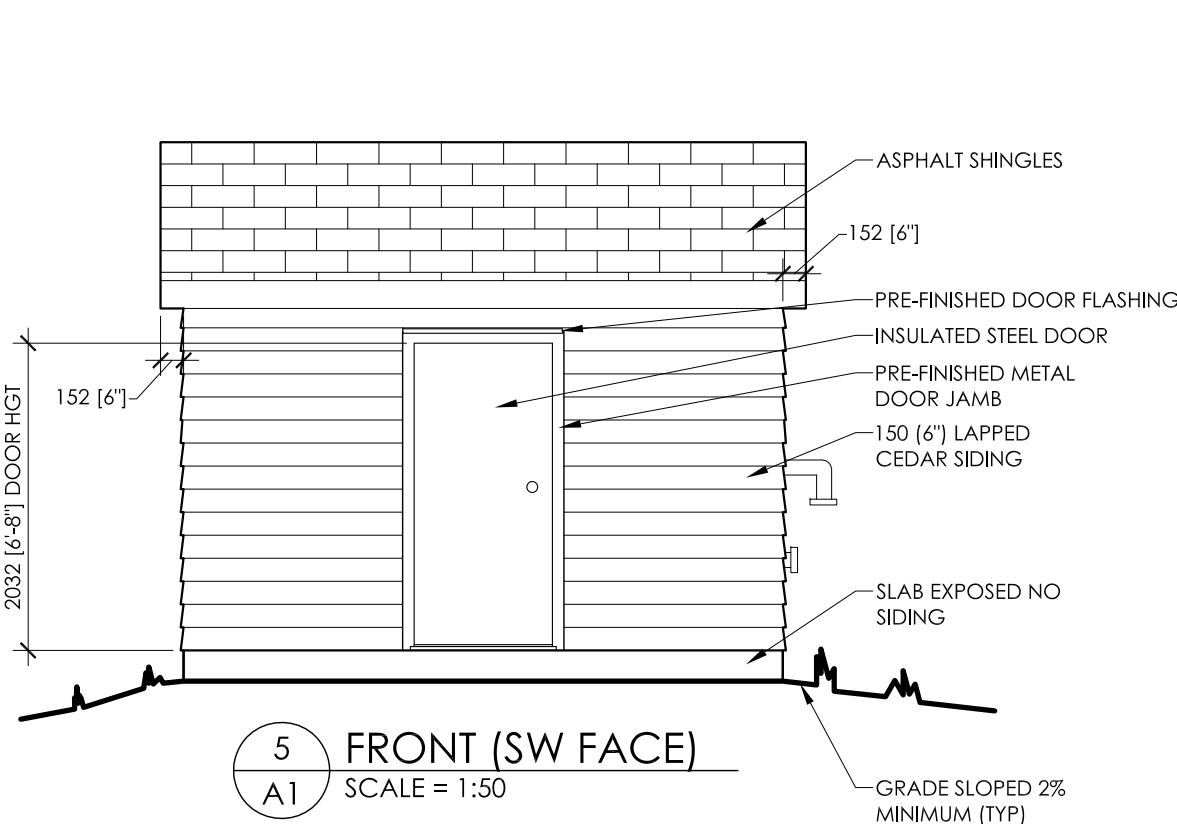 ASPHALT SHINGLES
152 [6"]
PRE-FINISHED DOOR FLASHING
INSULATED STEEL DOOR
PRE-FINISHED METAL
DOOR JAMB
150 (6") LAPPED
CEDAR SIDING
152 [6"]
2032 [6'-8"] DOOR HGT
SLAB EXPOSED NO
SIDING
5
A1
FRONT (SW FACE)
SCALE = 1:50
GRADE SLOPED 2%
MINIMUM (TYP)